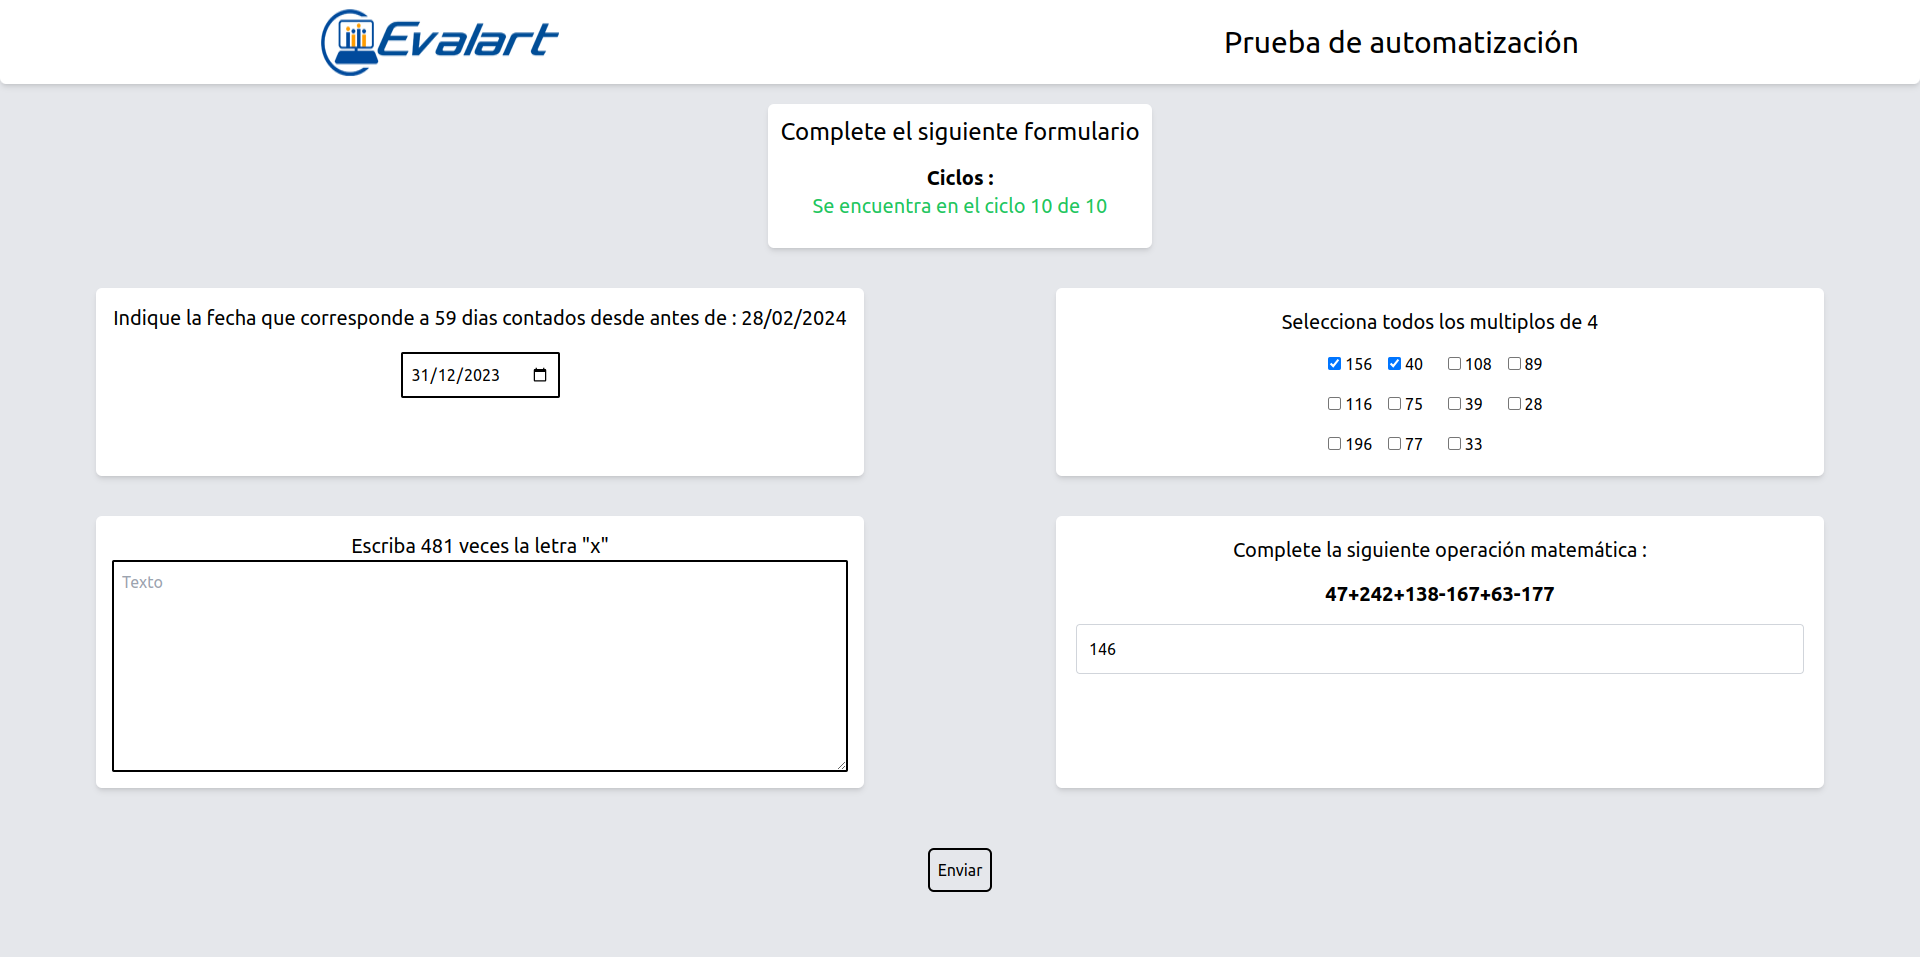 Evalart
Prueba de automatización
Complete el siguiente formulario
Ciclos :
Se encuentra en el ciclo 10 de 10
Indique la fecha que corresponde a 59 dias contados desde antes de : 28/02/2024
31/12/2023
Selecciona todos los multiplos de 4
156 40 108 89
116 75 39 28
196 77 33
Escriba 481 veces la letra "x"
Texto
Complete la siguiente operación matemática :
47+242+138-167+63-177
146
Enviar